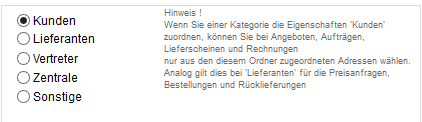 Kunden
Lieferanten
Vertreter
Zentrale
Sonstige
Hinweis !
Wenn Sie einer Kategorie die Eigenschaften 'Kunden'
zuordnen, können Sie bei Angeboten, Aufträgen,
Lieferscheinen und Rechnungen
nur aus den diesem Ordner zugeordneten Adressen wählen.
Analog gilt dies bei 'Lieferanten' für die Preisanfragen,
Bestellungen und Rücklieferungen